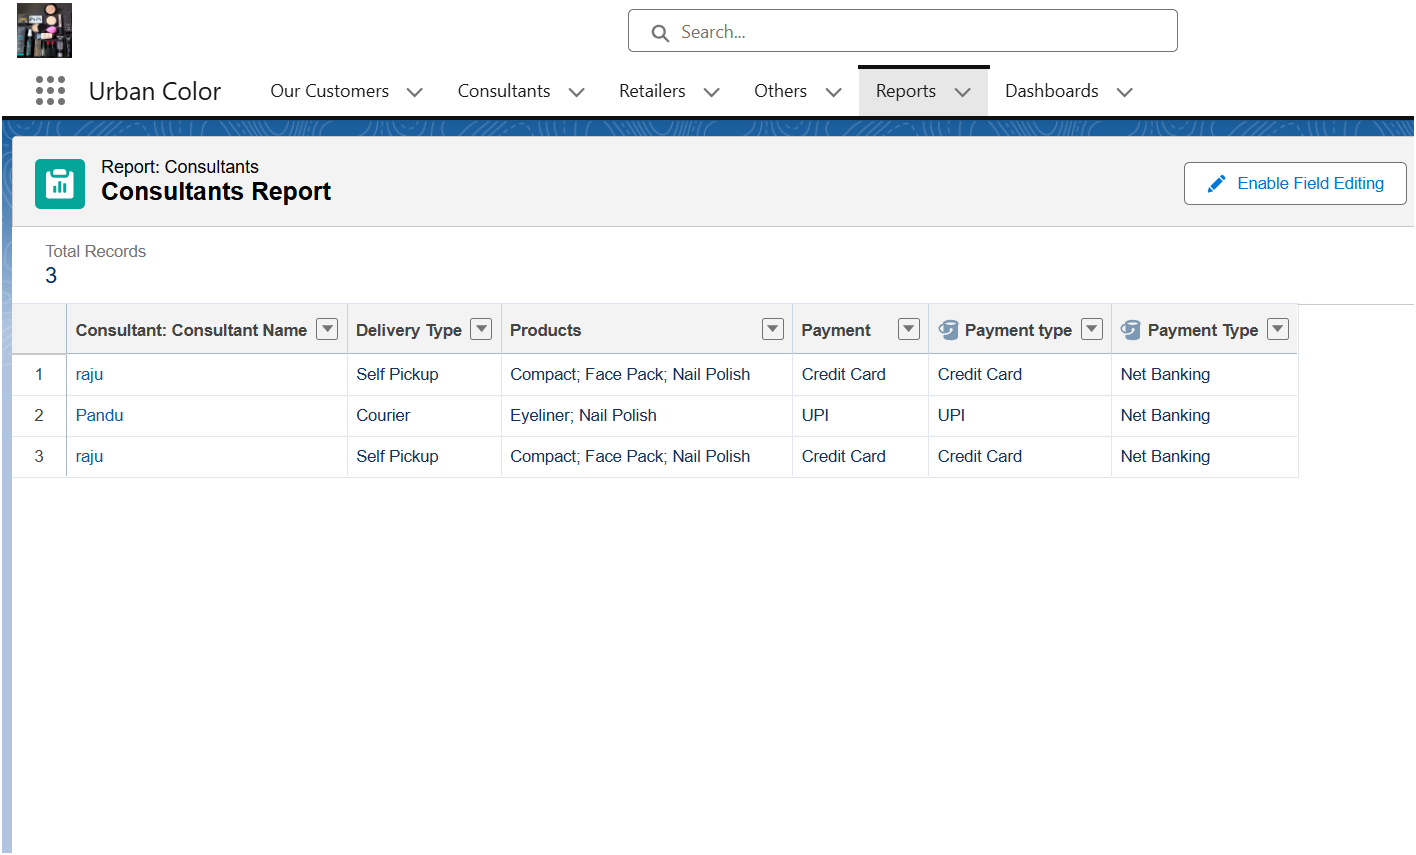 Search...
Urban Color Our Customers Consultants Retailers Others Reports Dashboards
Report: Consultants
Consultants Report
Enable Field Editing
Total Records
3
Consultant: Consultant Name Delivery Type Products Payment Payment type Payment Type
1 raju Self Pickup Compact; Face Pack; Nail Polish Credit Card Credit Card Net Banking
2 Pandu Courier Eyeliner; Nail Polish UPI UPI Net Banking
3 raju Self Pickup Compact; Face Pack; Nail Polish Credit Card Credit Card Net Banking